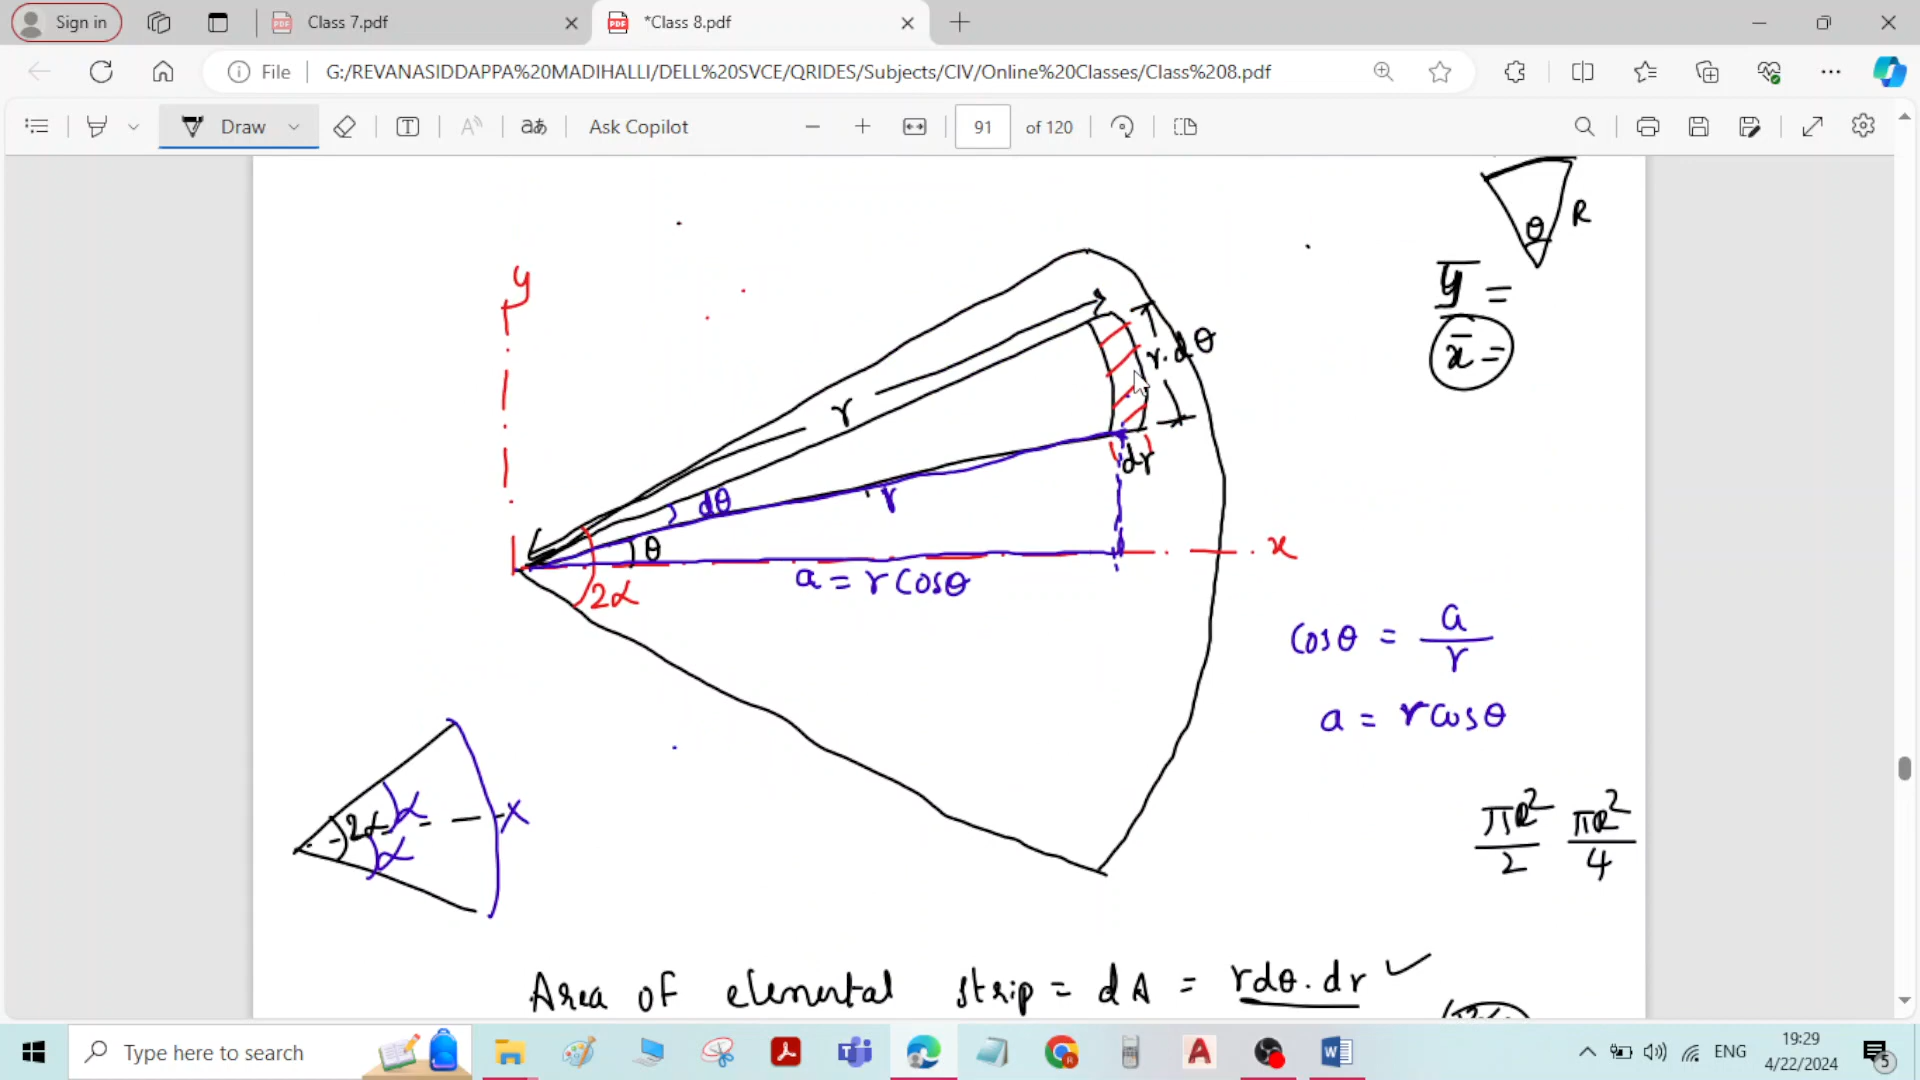 Sign in
Class 7.pdf
*Class 8.pdf
File
G:/REVANASIDDAPPA%20MADIHALLI/DELL%20SVCE/QRIDES/Subjects/CIV/Online%20Classes/Class%208.pdf
Draw
Ask Copilot
91 of 120
θ R
y
ȳ =
x̄ =
r.dθ
r
dr
dθ
r
θ
x
2α
a = r cosθ
cosθ = a/r
a = r cosθ
2α
α
α
X
πR²/2 πR²/4
Area of elemental strip = dA = rdθ.dr ✓
Type here to search
ENG
19:29
4/22/2024
5